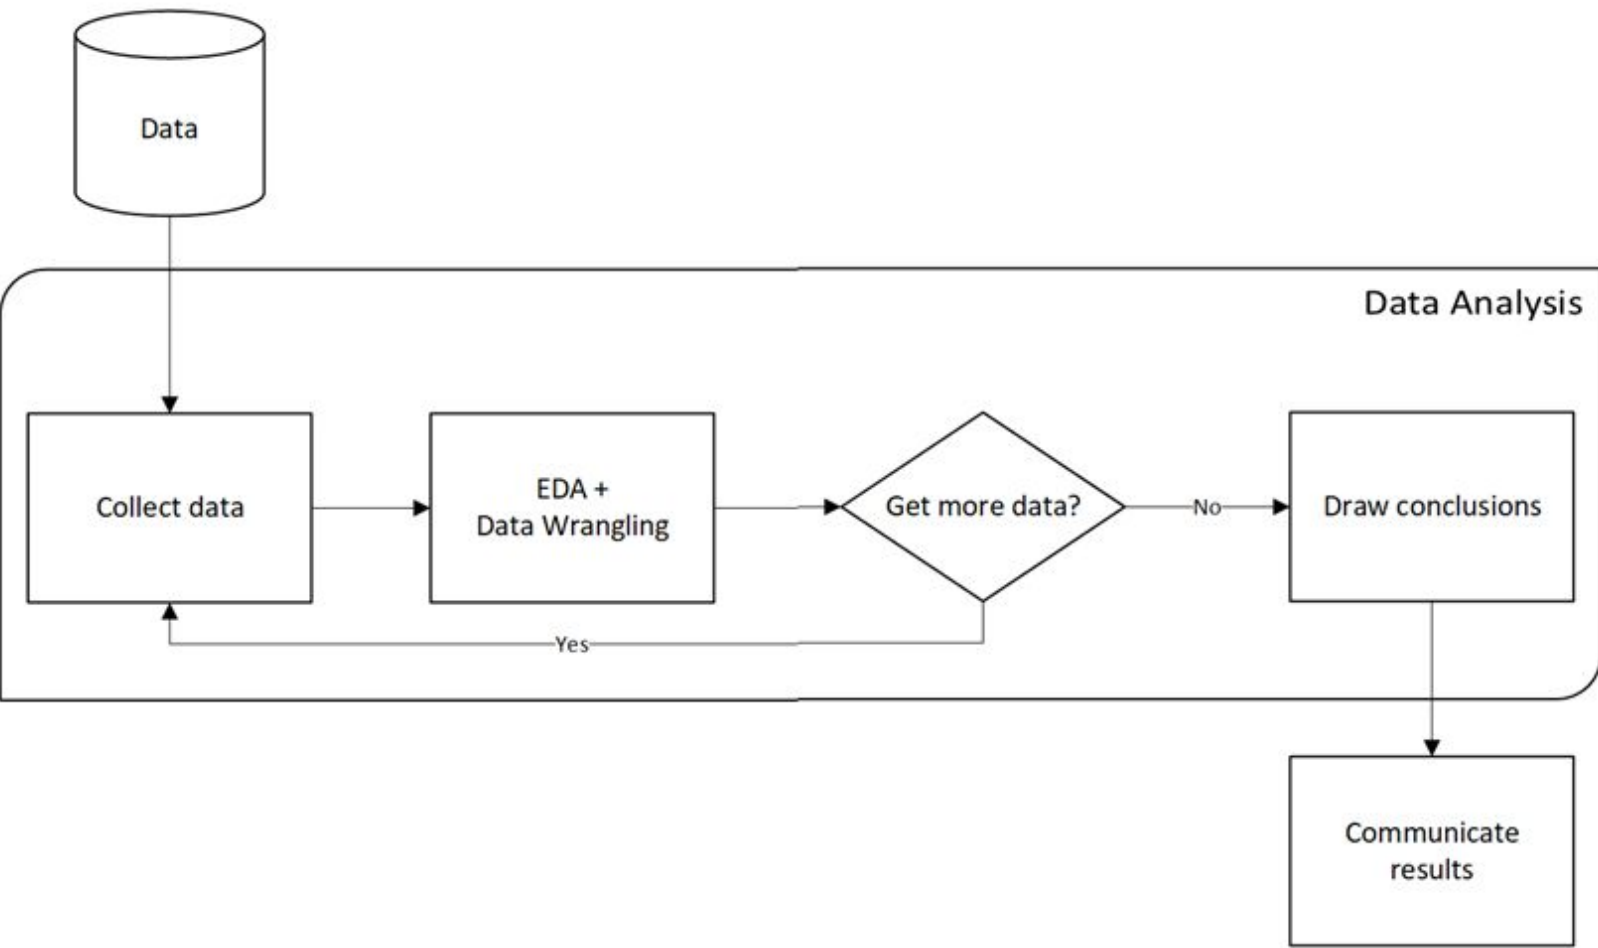 Data
Data Analysis
Collect data
EDA +
Data Wrangling
Get more data?
No
Draw conclusions
Yes
Communicate
results